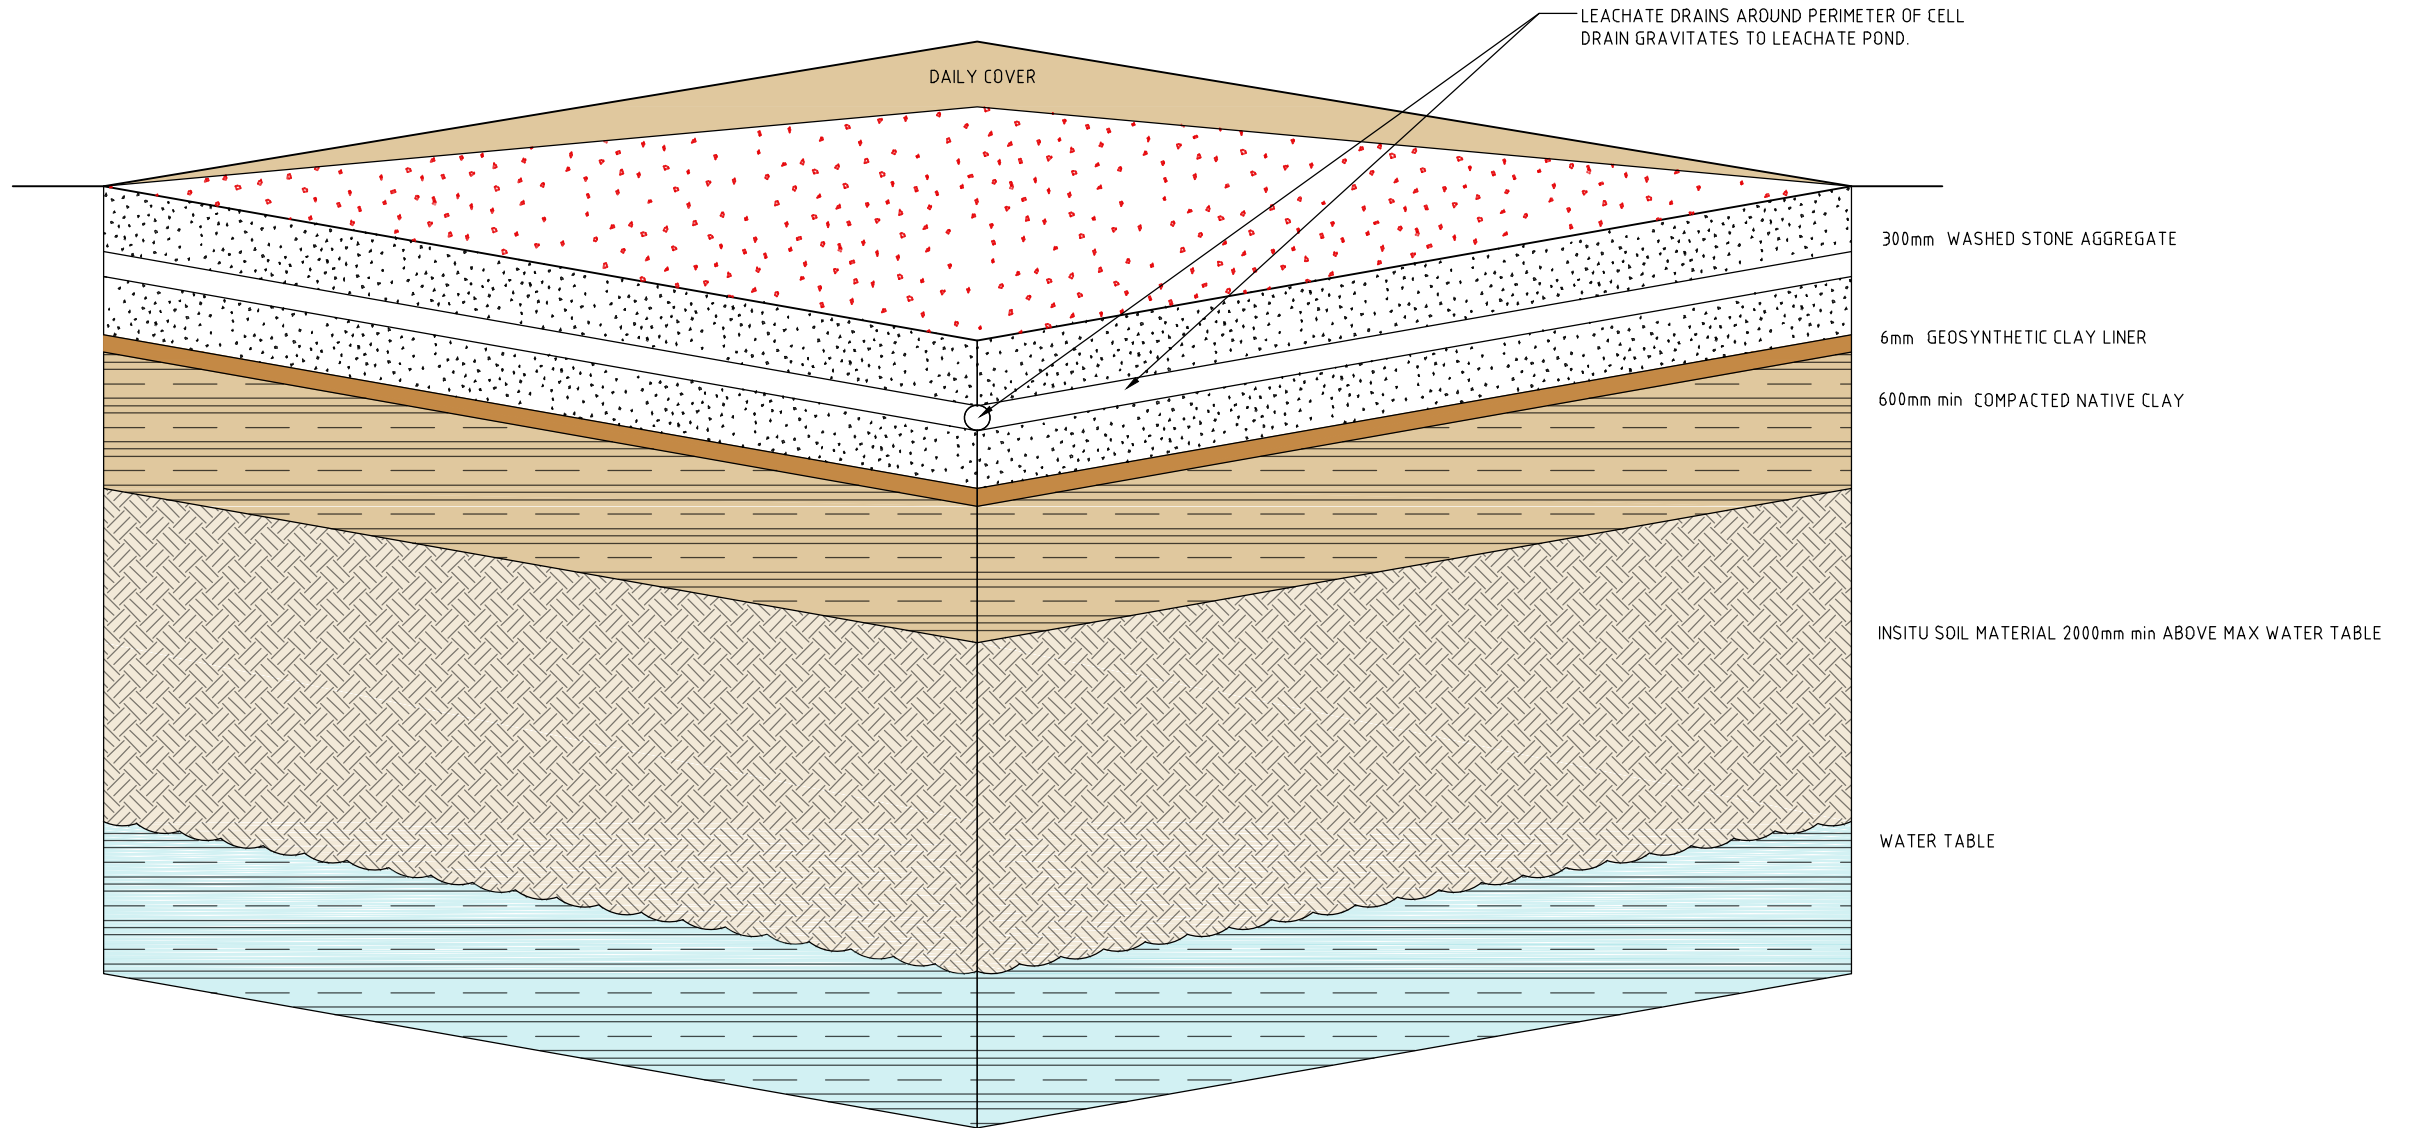 LEACHATE DRAINS AROUND PERIMETER OF CELL
DRAIN GRAVITATES TO LEACHATE POND.
DAILY COVER
300mm WASHED STONE AGGREGATE
6mm GEOSYNTHETIC CLAY LINER
600mm min COMPACTED NATIVE CLAY
INSITU SOIL MATERIAL 2000mm min ABOVE MAX WATER TABLE
WATER TABLE